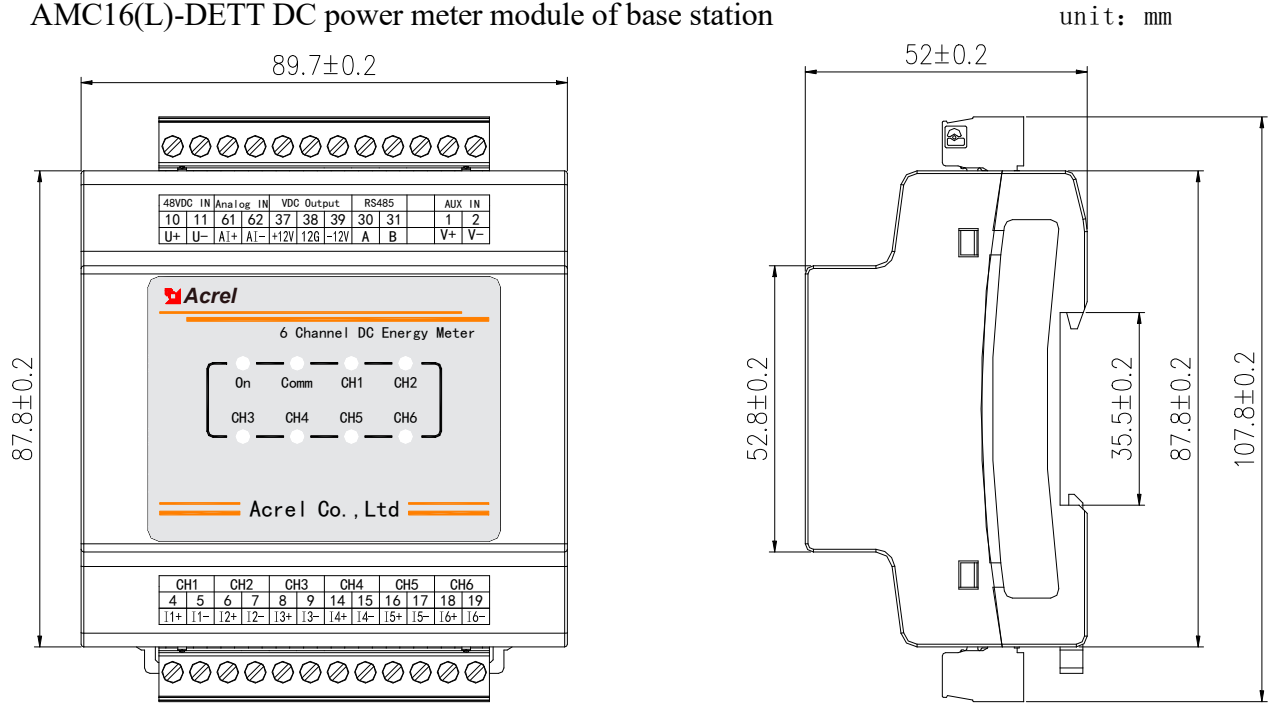 AMC16(L)-DETT DC power meter module of base station
unit: mm
89.7±0.2
52±0.2
48VDC IN Analog IN VDC Output RS485 AUX IN
10 11 61 62 37 38 39 30 31 1 2
U+ U- AI+ AI- +12V 12G -12V A B V+ V-
Acrel
6 Channel DC Energy Meter
On Comm CH1 CH2
CH3 CH4 CH5 CH6
87.8±0.2
52.8±0.2
35.5±0.2
87.8±0.2
107.8±0.2
Acrel Co.,Ltd
CH1 CH2 CH3 CH4 CH5 CH6
4 5 6 7 8 9 14 15 16 17 18 19
I1+ I1- I2+ I2- I3+ I3- I4+ I4- I5+ I5- I6+ I6-